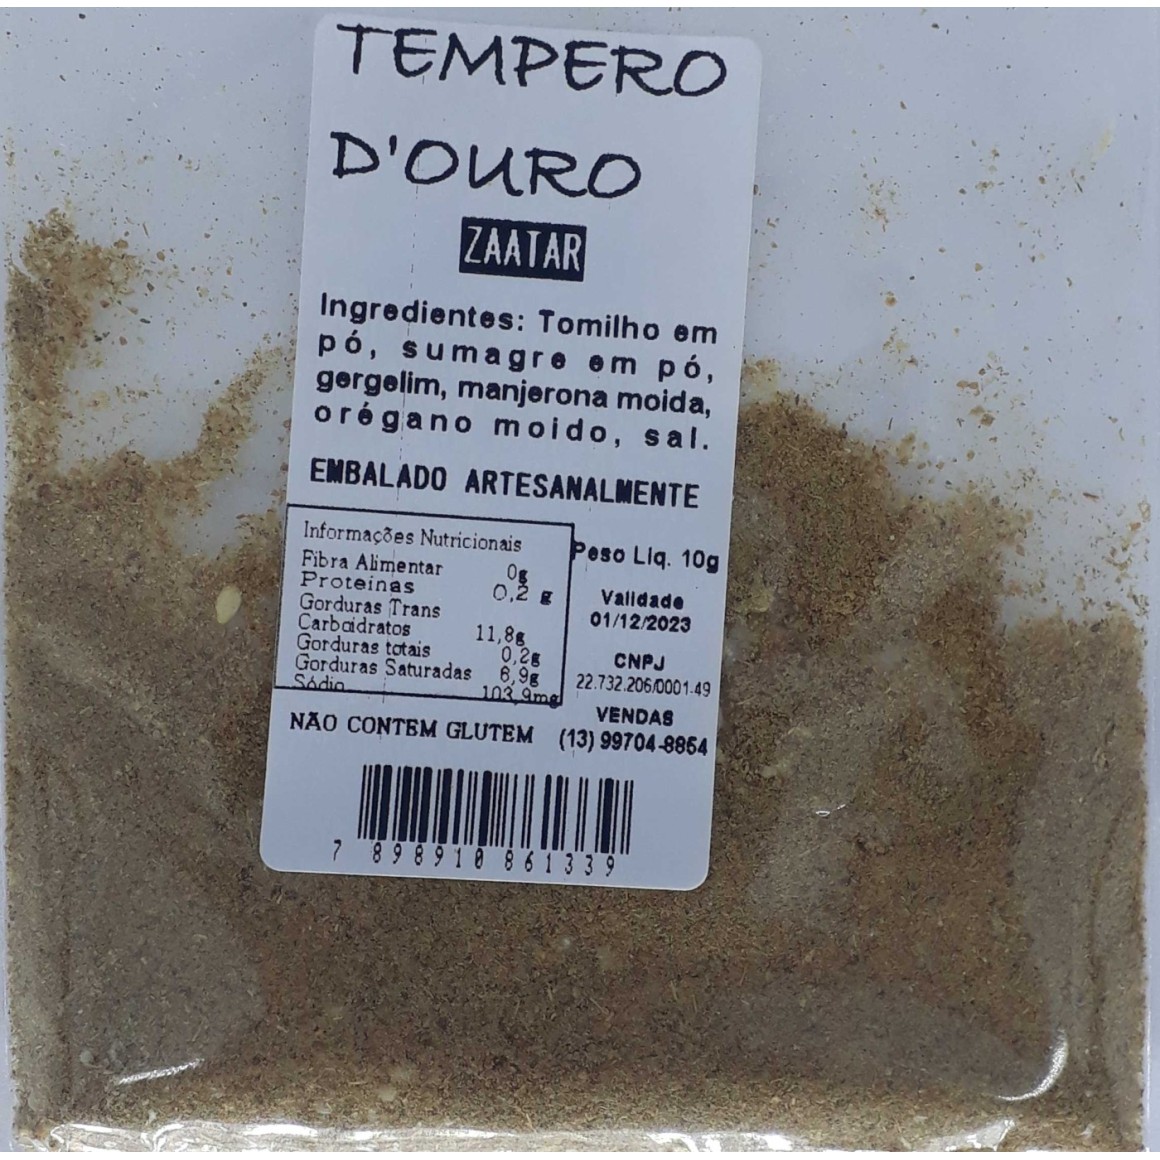 TEMPERO
D'OURO
ZAATAR
Ingredientes: Tomilho em
pó, sumagre em pó,
gergelim, manjerona moida,
orégano moido, sal.
EMBALADO ARTESANALMENTE
Informações Nutricionais
Fibra Alimentar 0g
Proteinas 0,2 g
Gorduras Trans
Carboidratos 11,8g
Gorduras totais 0,2g
Gorduras Saturadas 6,9g
Sódio 103,9mg
Peso Liq. 10g
Validade
01/12/2023
CNPJ
22.732.206/0001-49
VENDAS
(13) 99704-8854
NÃO CONTEM GLUTEM
7 898910 861339